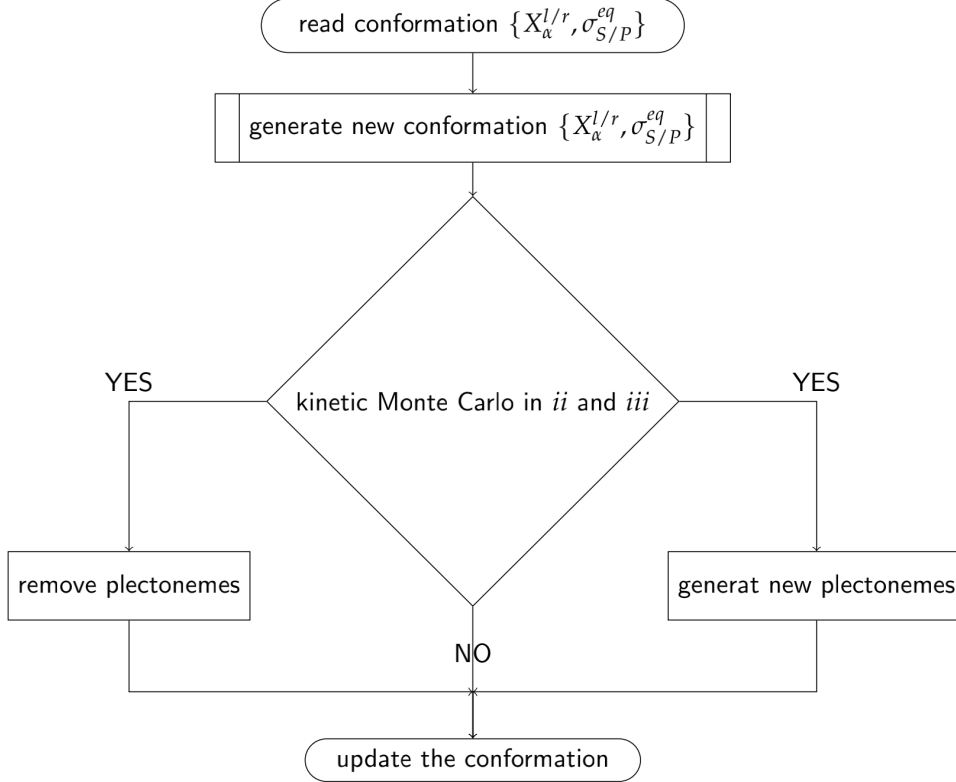 read conformation {X_α^{l/r}, σ_{S/P}^{eq}}
generate new conformation {X_α^{l/r}, σ_{S/P}^{eq}}
YES
YES
kinetic Monte Carlo in ii and iii
remove plectonemes
generat new plectonemes
NO
update the conformation